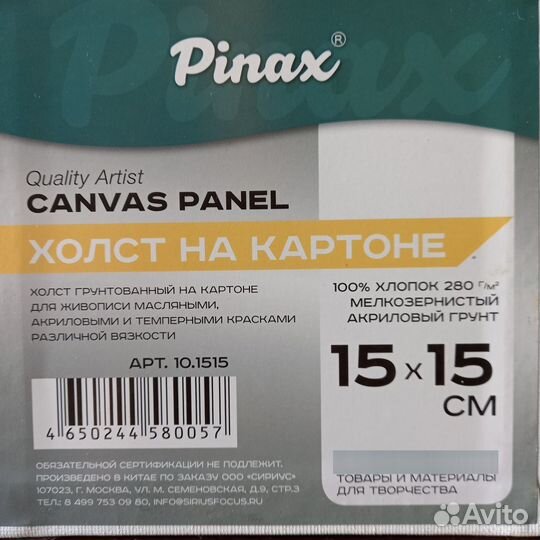 Pinax®
Pinax
Quality Artist
CANVAS PANEL
ХОЛСТ НА КАРТОНЕ
ХОЛСТ ГРУНТОВАННЫЙ НА КАРТОНЕ
ДЛЯ ЖИВОПИСИ МАСЛЯНЫМИ,
АКРИЛОВЫМИ И ТЕМПЕРНЫМИ КРАСКАМИ
РАЗЛИЧНОЙ ВЯЗКОСТИ
АРТ. 10.1515
4 650244 580057
100% ХЛОПОК 280 Г/М²
МЕЛКОЗЕРНИСТЫЙ
АКРИЛОВЫЙ ГРУНТ
15 х 15
СМ
ОБЯЗАТЕЛЬНОЙ СЕРТИФИКАЦИИ НЕ ПОДЛЕЖИТ.
ПРОИЗВЕДЕНО В КИТАЕ ПО ЗАКАЗУ ООО «СИРИУС»
107023, Г. МОСКВА, УЛ. М. СЕМЕНОВСКАЯ, Д.9, СТР.3
ТЕЛ.: 8 499 753 09 80, INFO@SIRIUSFOCUS.RU
ТОВАРЫ И МАТЕРИАЛЫ
ДЛЯ ТВОРЧЕСТВА
Avito